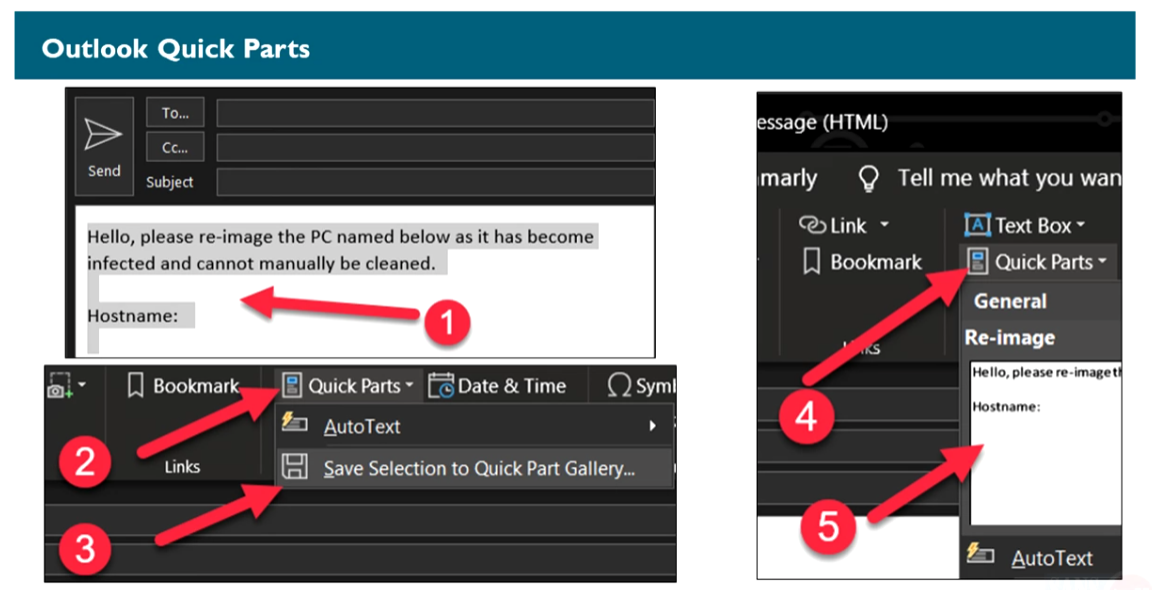 Outlook Quick Parts
To...
Cc...
Send
Subject
Hello, please re-image the PC named below as it has become
infected and cannot manually be cleaned.
Hostname:
1
Bookmark
Quick Parts
Date & Time
Symb
AutoText
2
Links
Save Selection to Quick Part Gallery...
3
essage (HTML)
mmarly
Tell me what you wan
Link
Text Box
Bookmark
Quick Parts
General
Re-image
Hello, please re-image th
Hostname:
4
5
AutoText